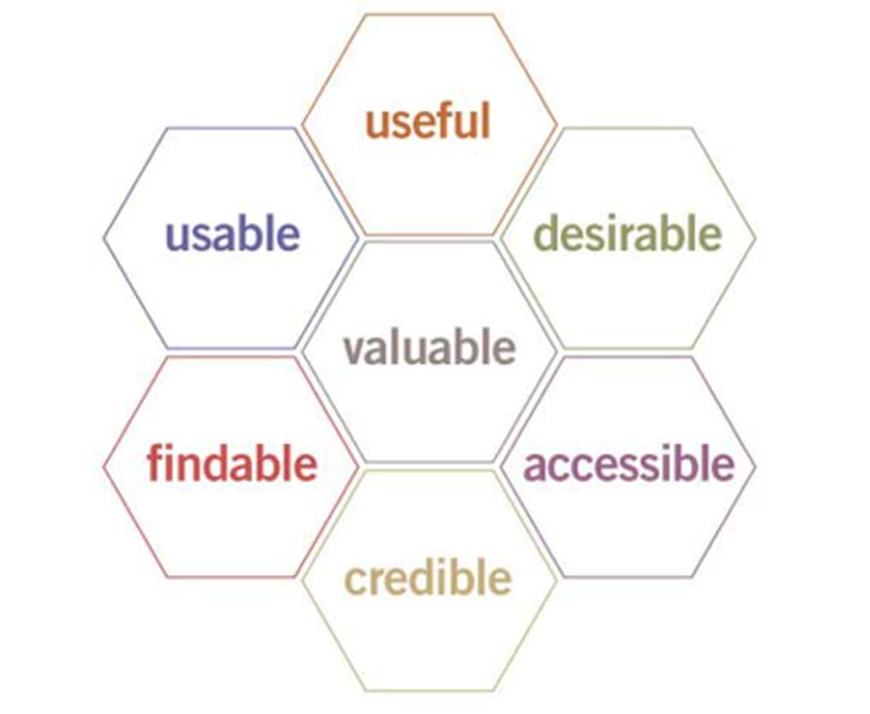 useful
usable
desirable
valuable
findable
accessible
credible